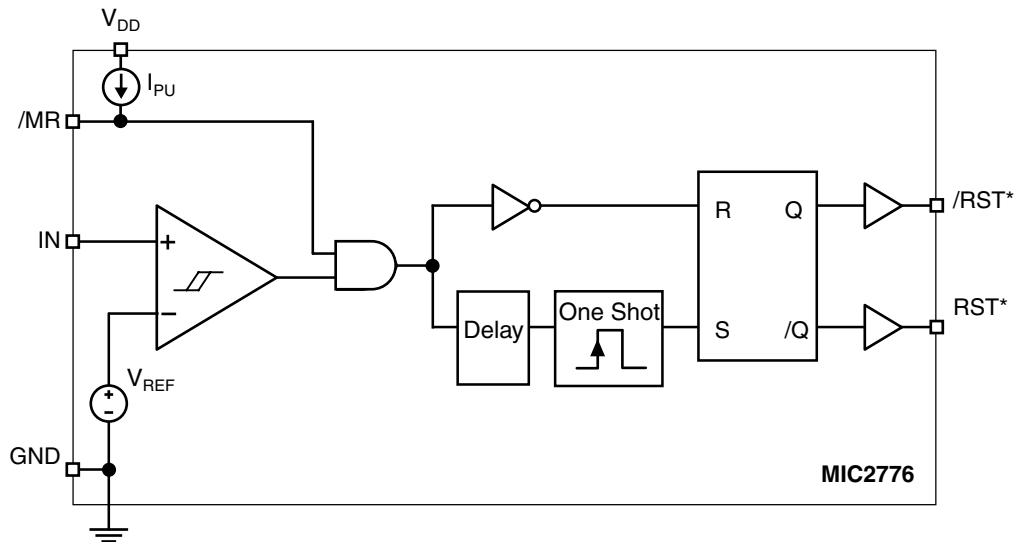 VDD
IPU
/MR
IN
+
−
VREF
+
−
GND
Delay
One Shot
R
Q
S
/Q
/RST*
RST*
MIC2776